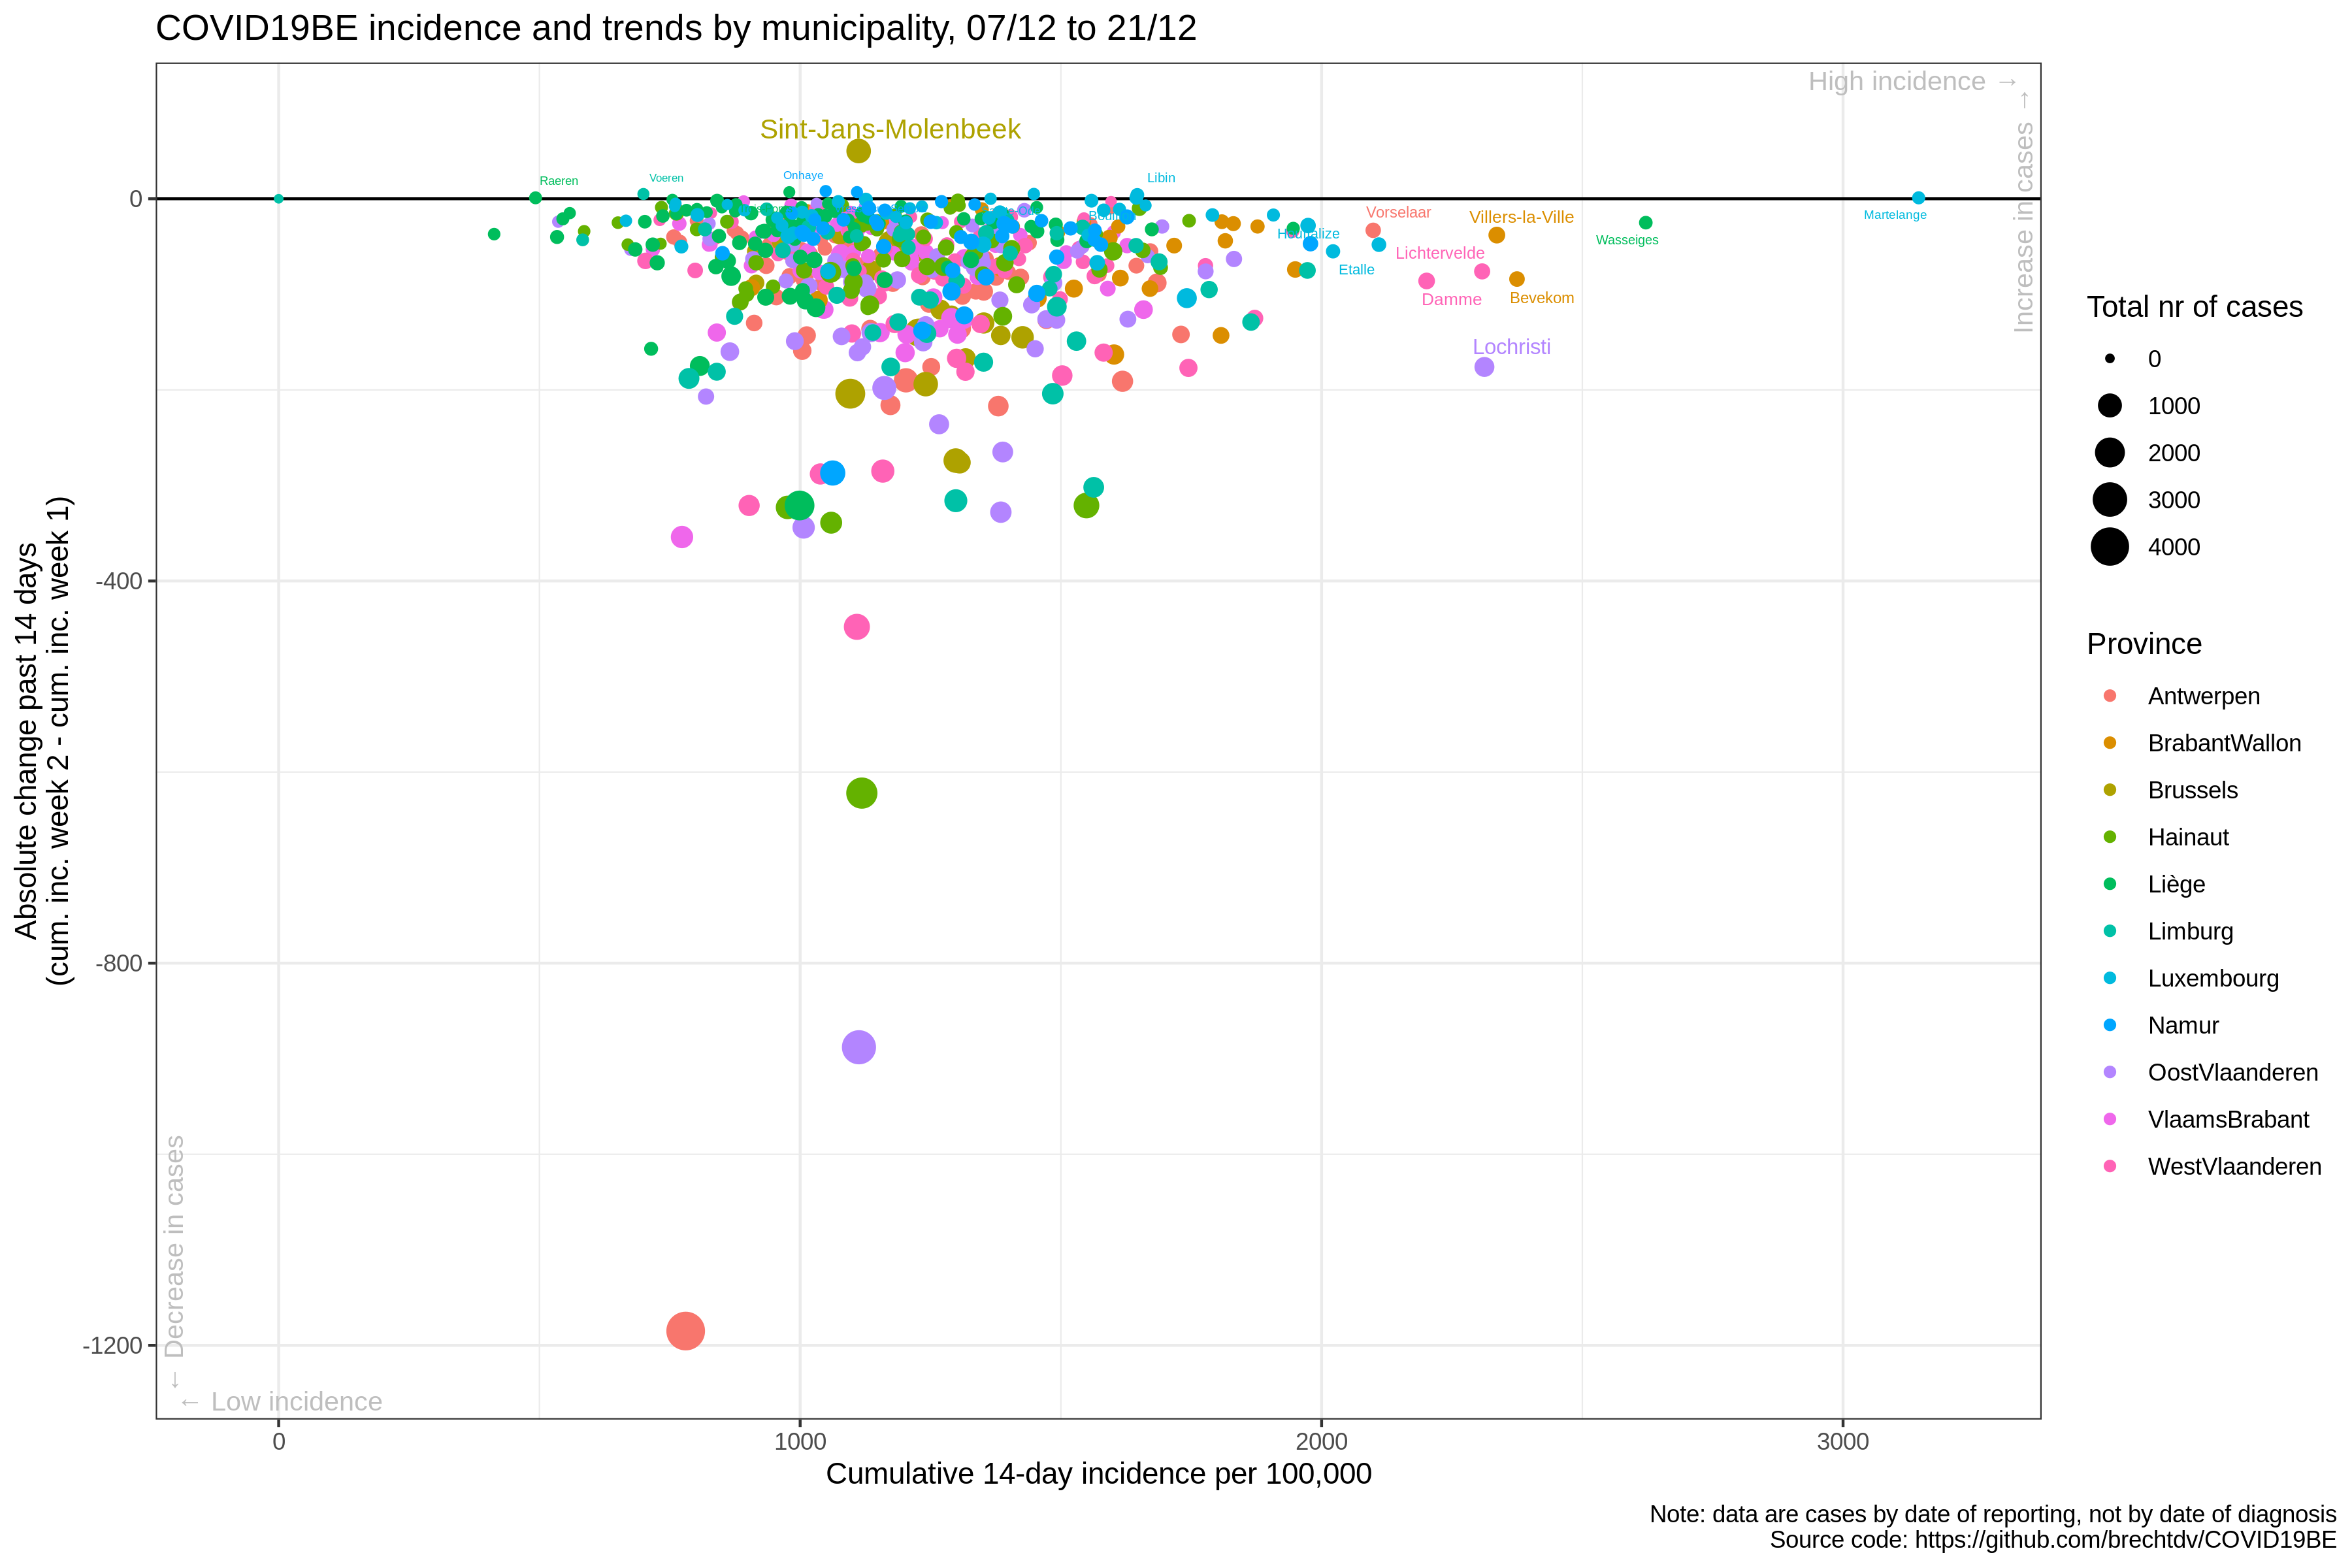 COVID19BE incidence and trends by municipality, 07/12 to 21/12
High incidence →
Increase in cases →
Sint-Jans-Molenbeek
Raeren
Voeren
Onhaye
Libin
Martelange
Vorselaar
Villers-la-Ville
Wasseiges
Houffalize
Lichtervelde
Etalle
Damme
Bevekom
Lochristi
0
-400
-800
-1200
Absolute change past 14 days
(cum. inc. week 2 - cum. inc. week 1)
← Decrease in cases
← Low incidence
0
1000
2000
3000
Cumulative 14-day incidence per 100,000
Total nr of cases
0
1000
2000
3000
4000
Province
Antwerpen
BrabantWallon
Brussels
Hainaut
Liège
Limburg
Luxembourg
Namur
OostVlaanderen
VlaamsBrabant
WestVlaanderen
Note: data are cases by date of reporting, not by date of diagnosis
Source code: https://github.com/brechtdv/COVID19BE